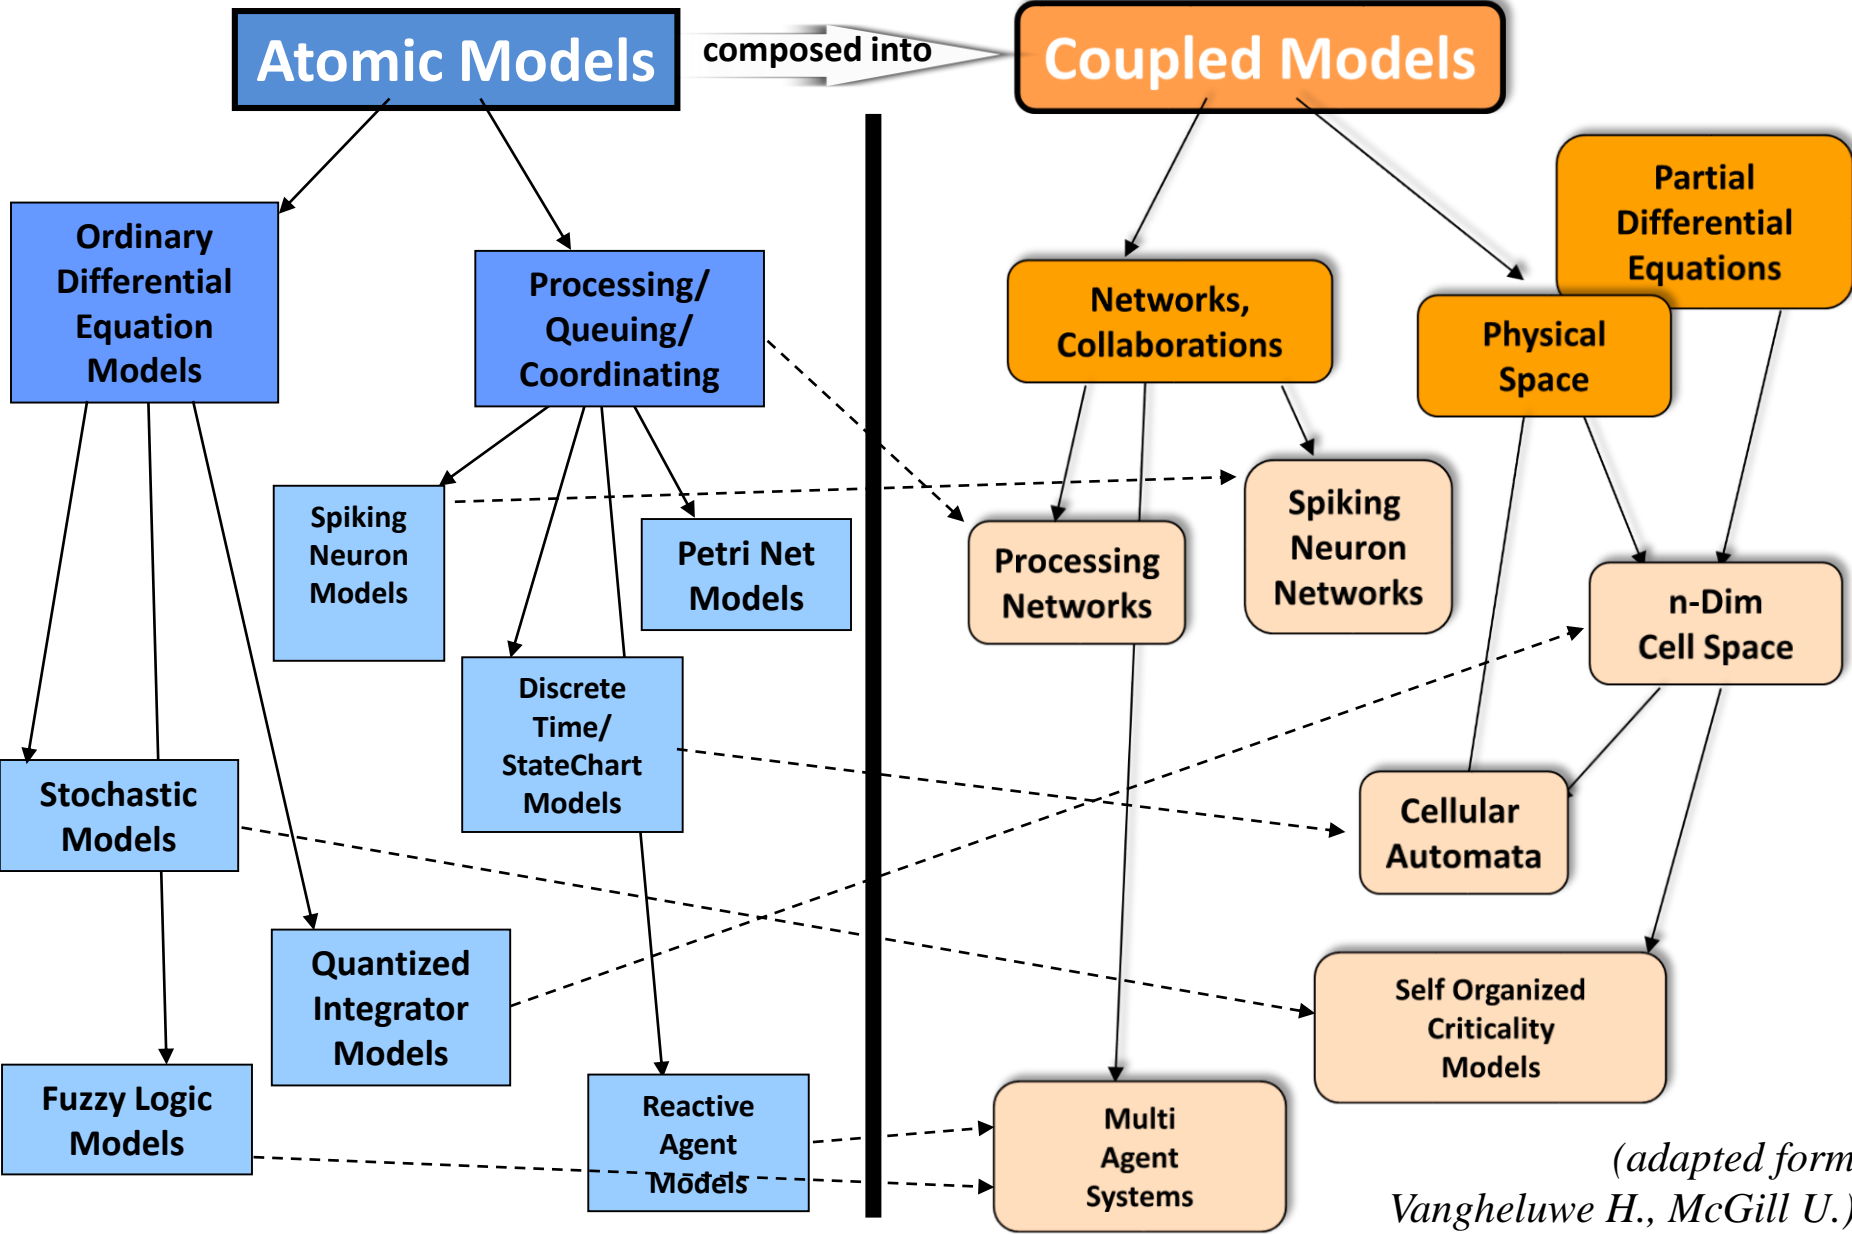 Atomic Models
composed into
Coupled Models
Ordinary
Differential
Equation
Models
Processing/
Queuing/
Coordinating
Networks,
Collaborations
Partial
Differential
Equations
Physical
Space
Spiking
Neuron
Models
Petri Net
Models
Processing
Networks
Spiking
Neuron
Networks
n-Dim
Cell Space
Discrete
Time/
StateChart
Models
Stochastic
Models
Cellular
Automata
Quantized
Integrator
Models
Self Organized
Criticality
Models
Fuzzy Logic
Models
Reactive
Agent
Models
Multi
Agent
Systems
(adapted form
Vangheluwe H., McGill U.)